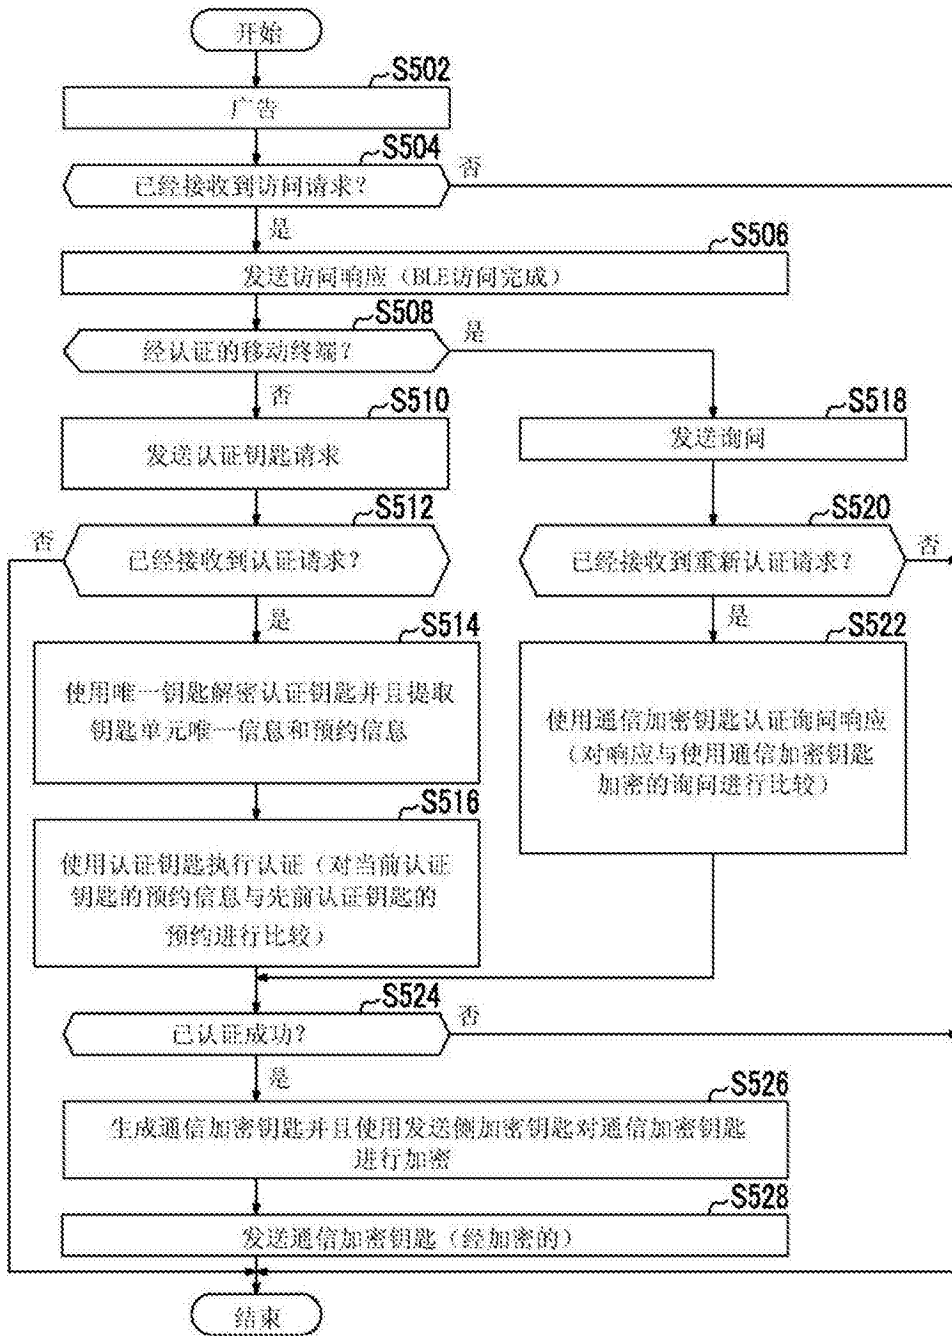 开始
S502
广告
S504
已经接收到访问请求?
否
是
S506
发送访问响应(BLE访问完成)
S508
经认证的移动终端?
是
否
S510
发送认证钥匙请求
S518
发送询问
S512
否
已经接收到认证请求?
S520
已经接收到重新认证请求?
否
是
S514
使用唯一钥匙解密认证钥匙并且提取
钥匙单元唯一信息和预约信息
是
S522
使用通信加密钥匙认证询问响应
(对响应与使用通信加密钥匙
加密的询问进行比较)
S516
使用认证钥匙执行认证(对当前认证
钥匙的预约信息与先前认证钥匙的
预约进行比较)
S524
已认证成功?
否
是
S526
生成通信加密钥匙并且使用发送侧加密钥匙对通信加密钥匙
进行加密
S528
发送通信加密钥匙(经加密的)
结束